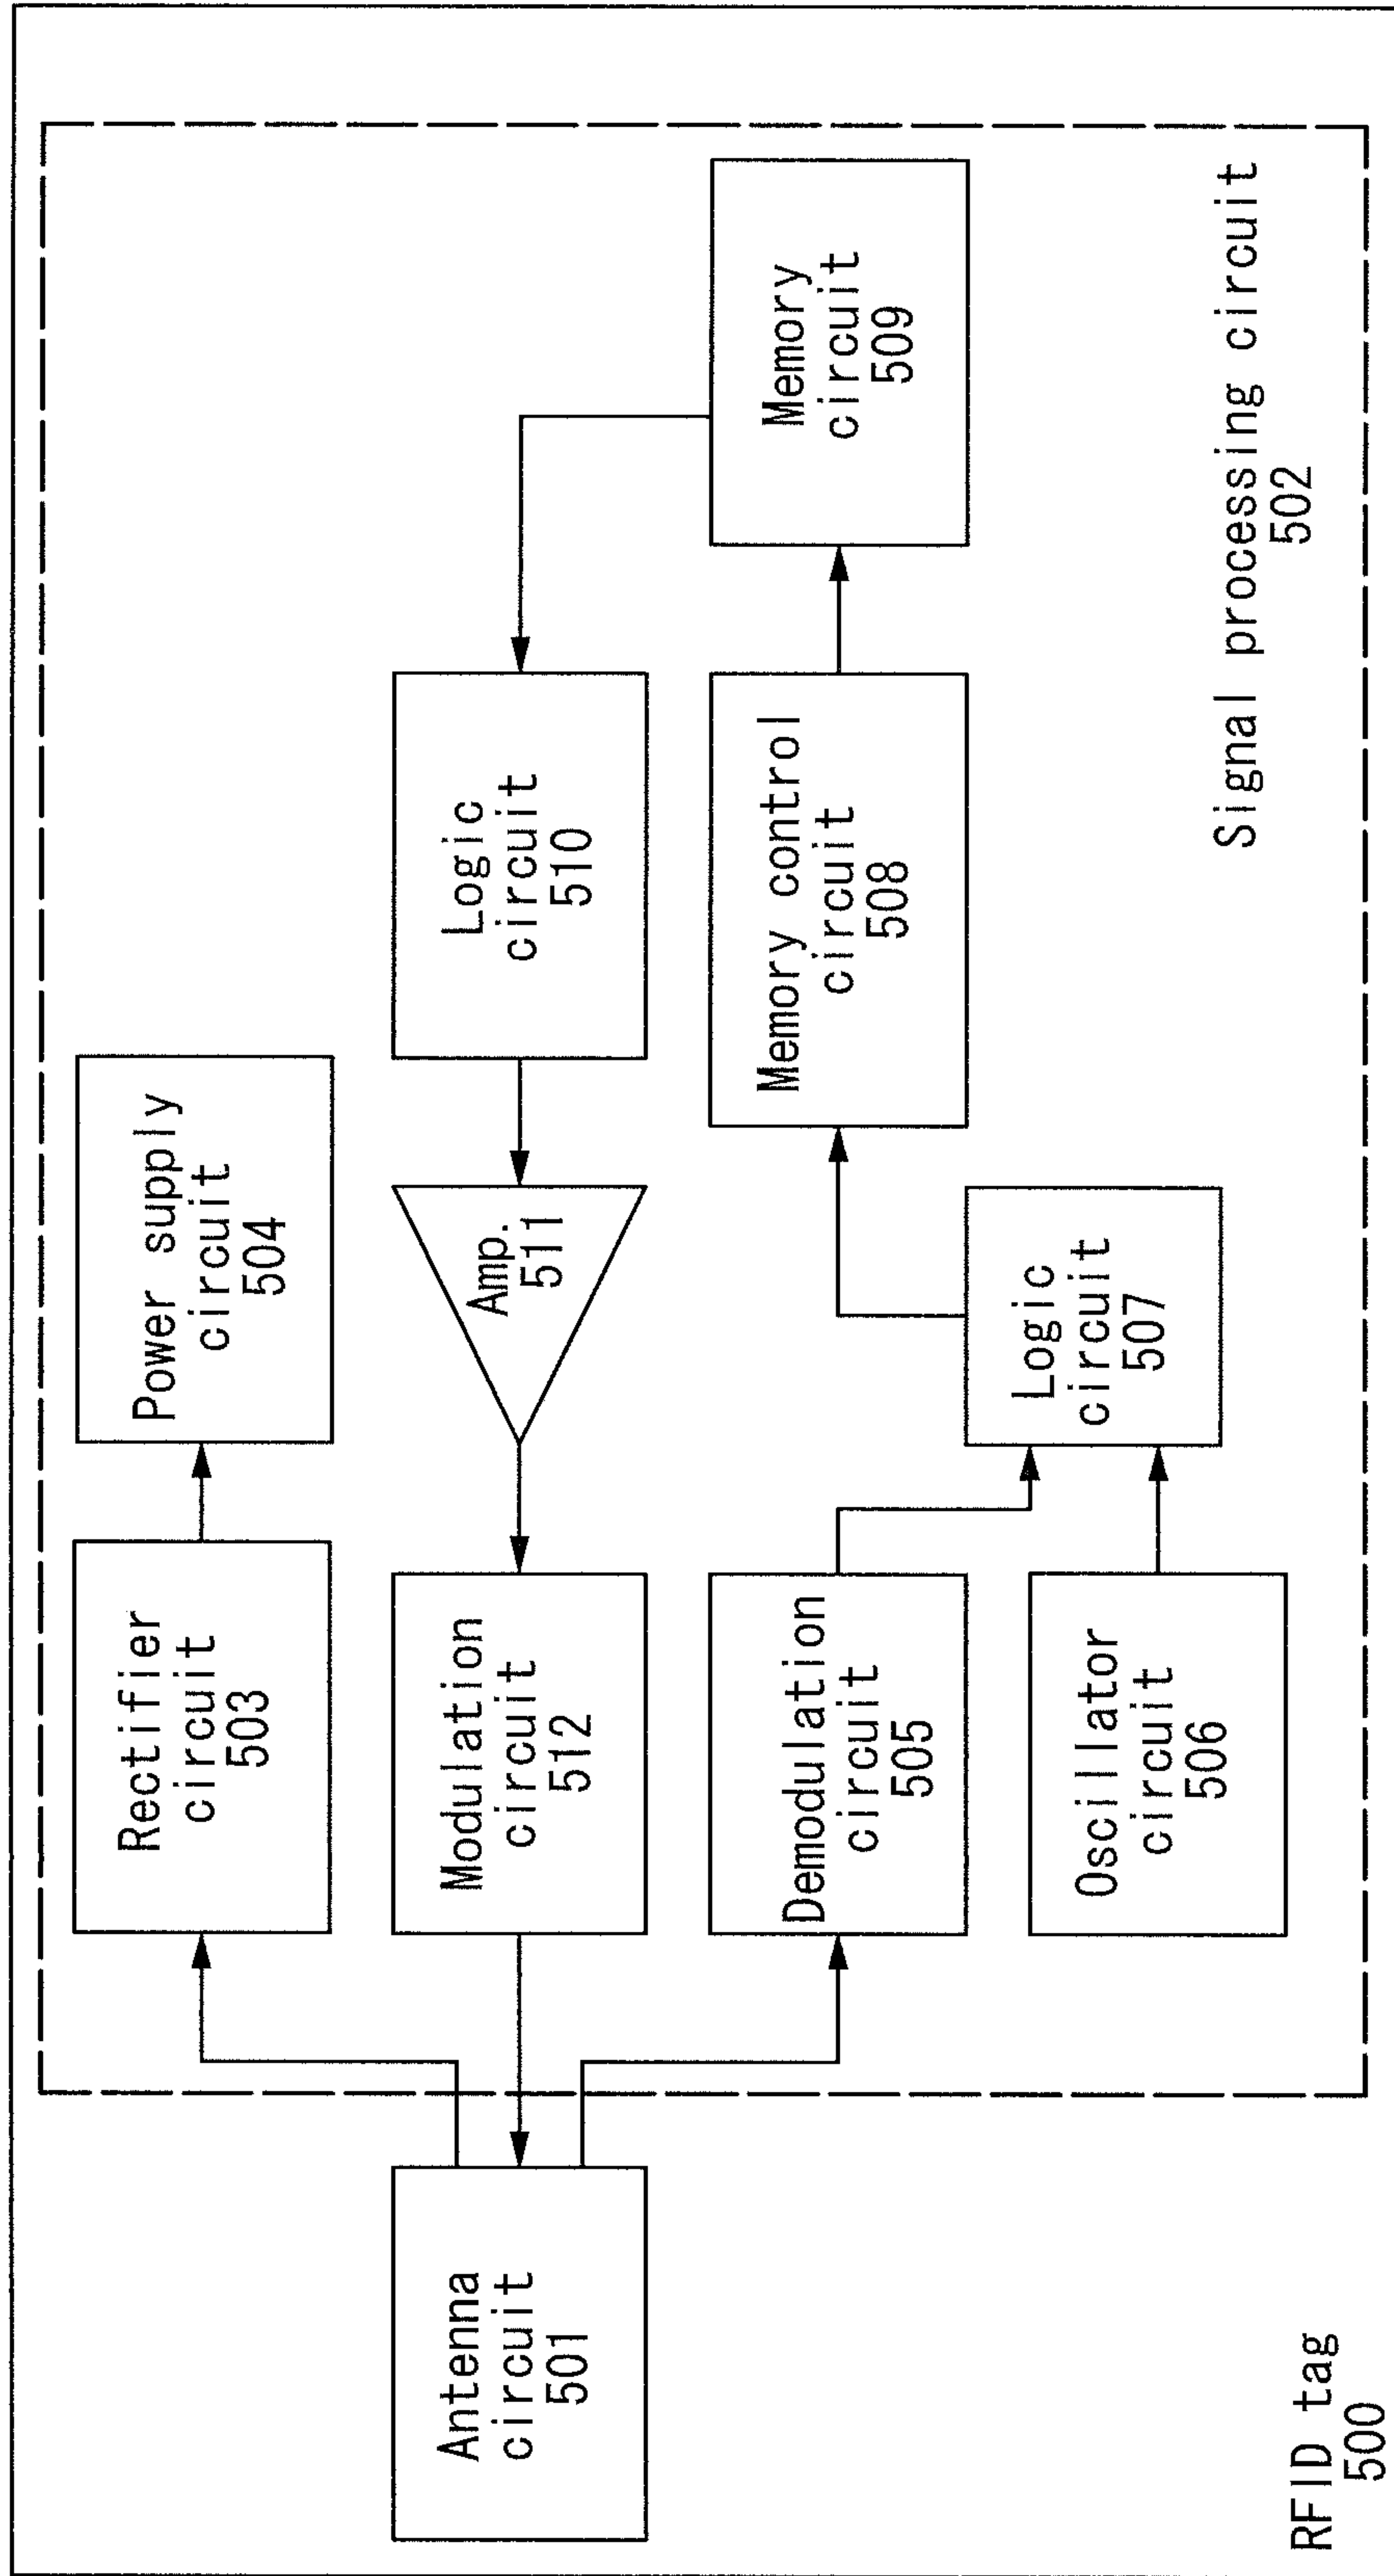 Rectifier
circuit
503
Power supply
circuit
504
Antenna
circuit
501
Modulation
circuit
512
Amp.
511
Logic
circuit
510
Demodulation
circuit
505
Memory control
circuit
508
Memory
circuit
509
Oscillator
circuit
506
Logic
circuit
507
Signal processing circuit
502
RFID tag
500